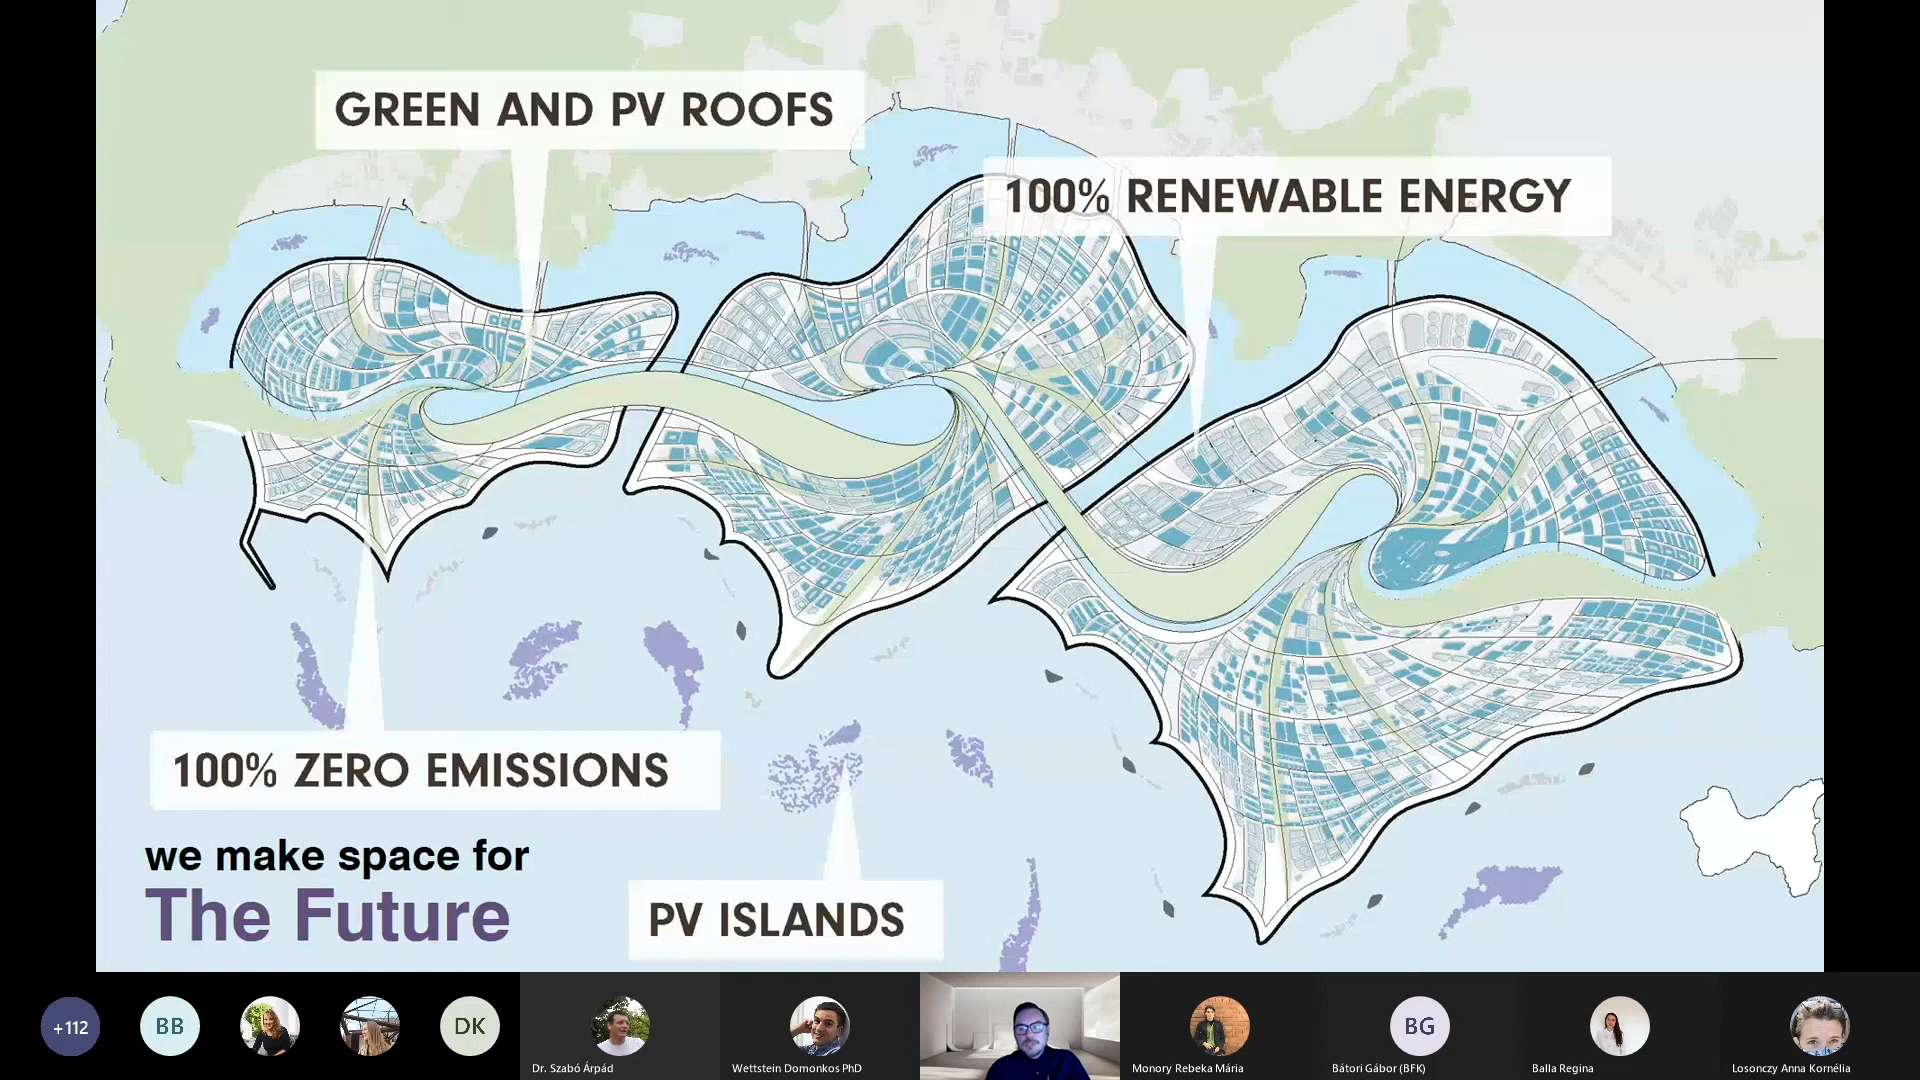 GREEN AND PV ROOFS
100% RENEWABLE ENERGY
100% ZERO EMISSIONS
we make space for
The Future
PV ISLANDS
+112
BB
DK
Dr. Szabó Árpád
Wettstein Domonkos PhD
Monory Rebeka Mária
BG
Bátori Gábor (BFK)
Balla Regina
Losonczy Anna Kornélia